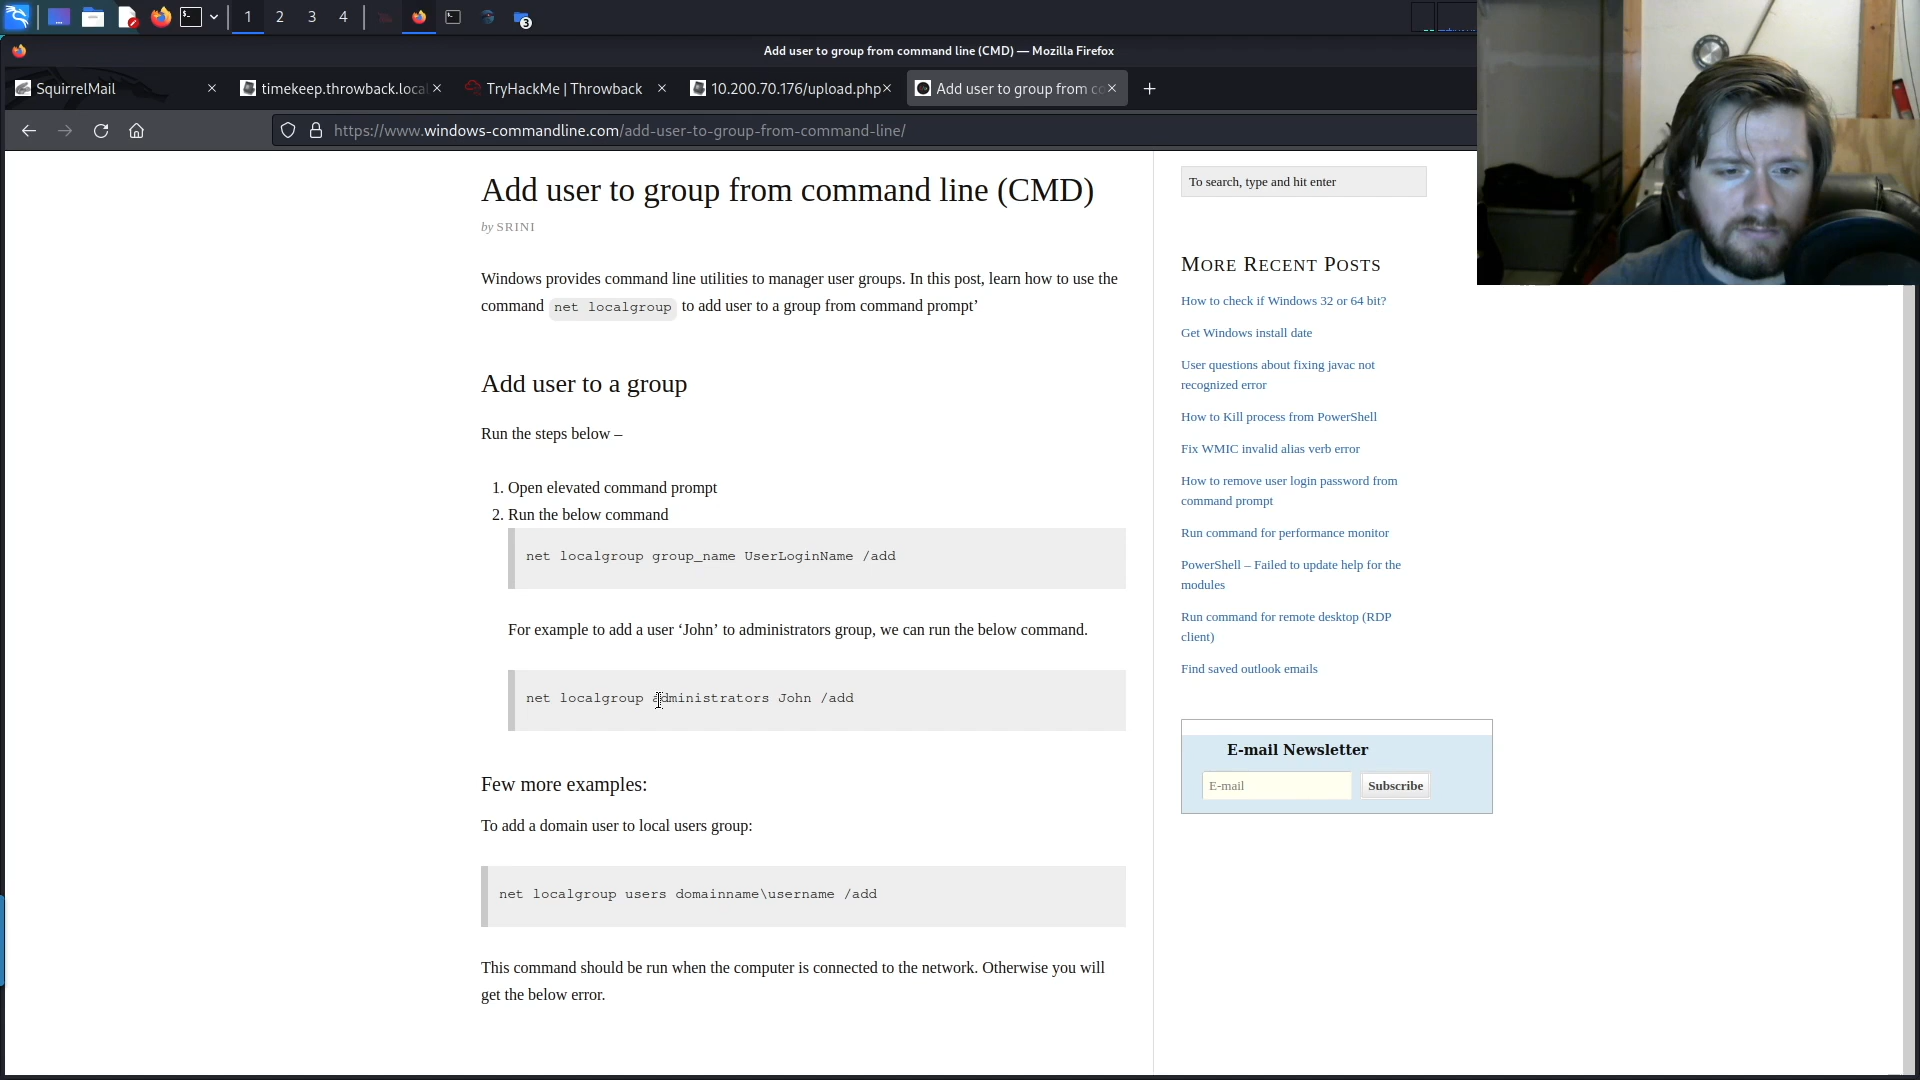 1
2
3
4
3
Add user to group from command line (CMD) — Mozilla Firefox
SquirrelMail
timekeep.throwback.loca
TryHackMe | Throwback
10.200.70.176/upload.php
Add user to group from co
https://www.windows-commandline.com/add-user-to-group-from-command-line/
Add user to group from command line (CMD)
by SRINI
Windows provides command line utilities to manager user groups. In this post, learn how to use the
command net localgroup to add user to a group from command prompt’
Add user to a group
Run the steps below –
1. Open elevated command prompt
2. Run the below command
net localgroup group_name UserLoginName /add
For example to add a user ‘John’ to administrators group, we can run the below command.
net localgroup administrators John /add
Few more examples:
To add a domain user to local users group:
net localgroup users domainname\username /add
This command should be run when the computer is connected to the network. Otherwise you will
get the below error.
To search, type and hit enter
MORE RECENT POSTS
How to check if Windows 32 or 64 bit?
Get Windows install date
User questions about fixing javac not
recognized error
How to Kill process from PowerShell
Fix WMIC invalid alias verb error
How to remove user login password from
command prompt
Run command for performance monitor
PowerShell – Failed to update help for the
modules
Run command for remote desktop (RDP
client)
Find saved outlook emails
E-mail Newsletter
E-mail
Subscribe